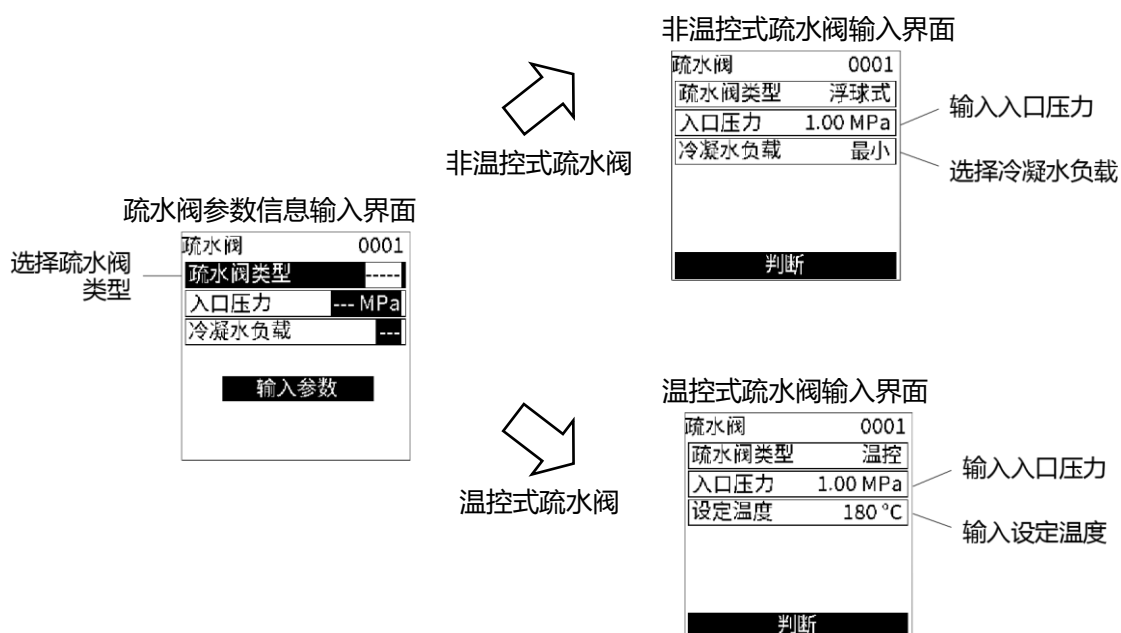 非温控式疏水阀输入界面
疏水阀 0001
疏水阀类型 浮球式
入口压力 1.00 MPa
冷凝水负载 最小
判断
输入入口压力
选择冷凝水负载
非温控式疏水阀
疏水阀参数信息输入界面
选择疏水阀
类型
疏水阀 0001
疏水阀类型 -----
入口压力 --- MPa
冷凝水负载 ---
输入参数
温控式疏水阀
温控式疏水阀输入界面
疏水阀 0001
疏水阀类型 温控
入口压力 1.00 MPa
设定温度 180 °C
判断
输入入口压力
输入设定温度